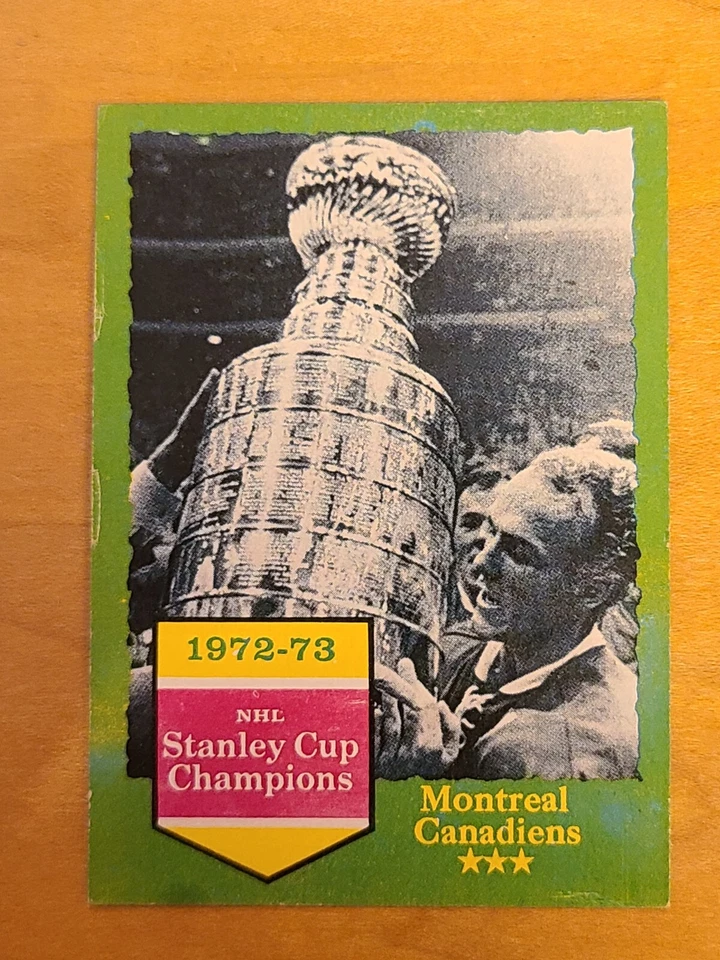 1972-73
NHL
Stanley Cup
Champions
Montreal
Canadiens